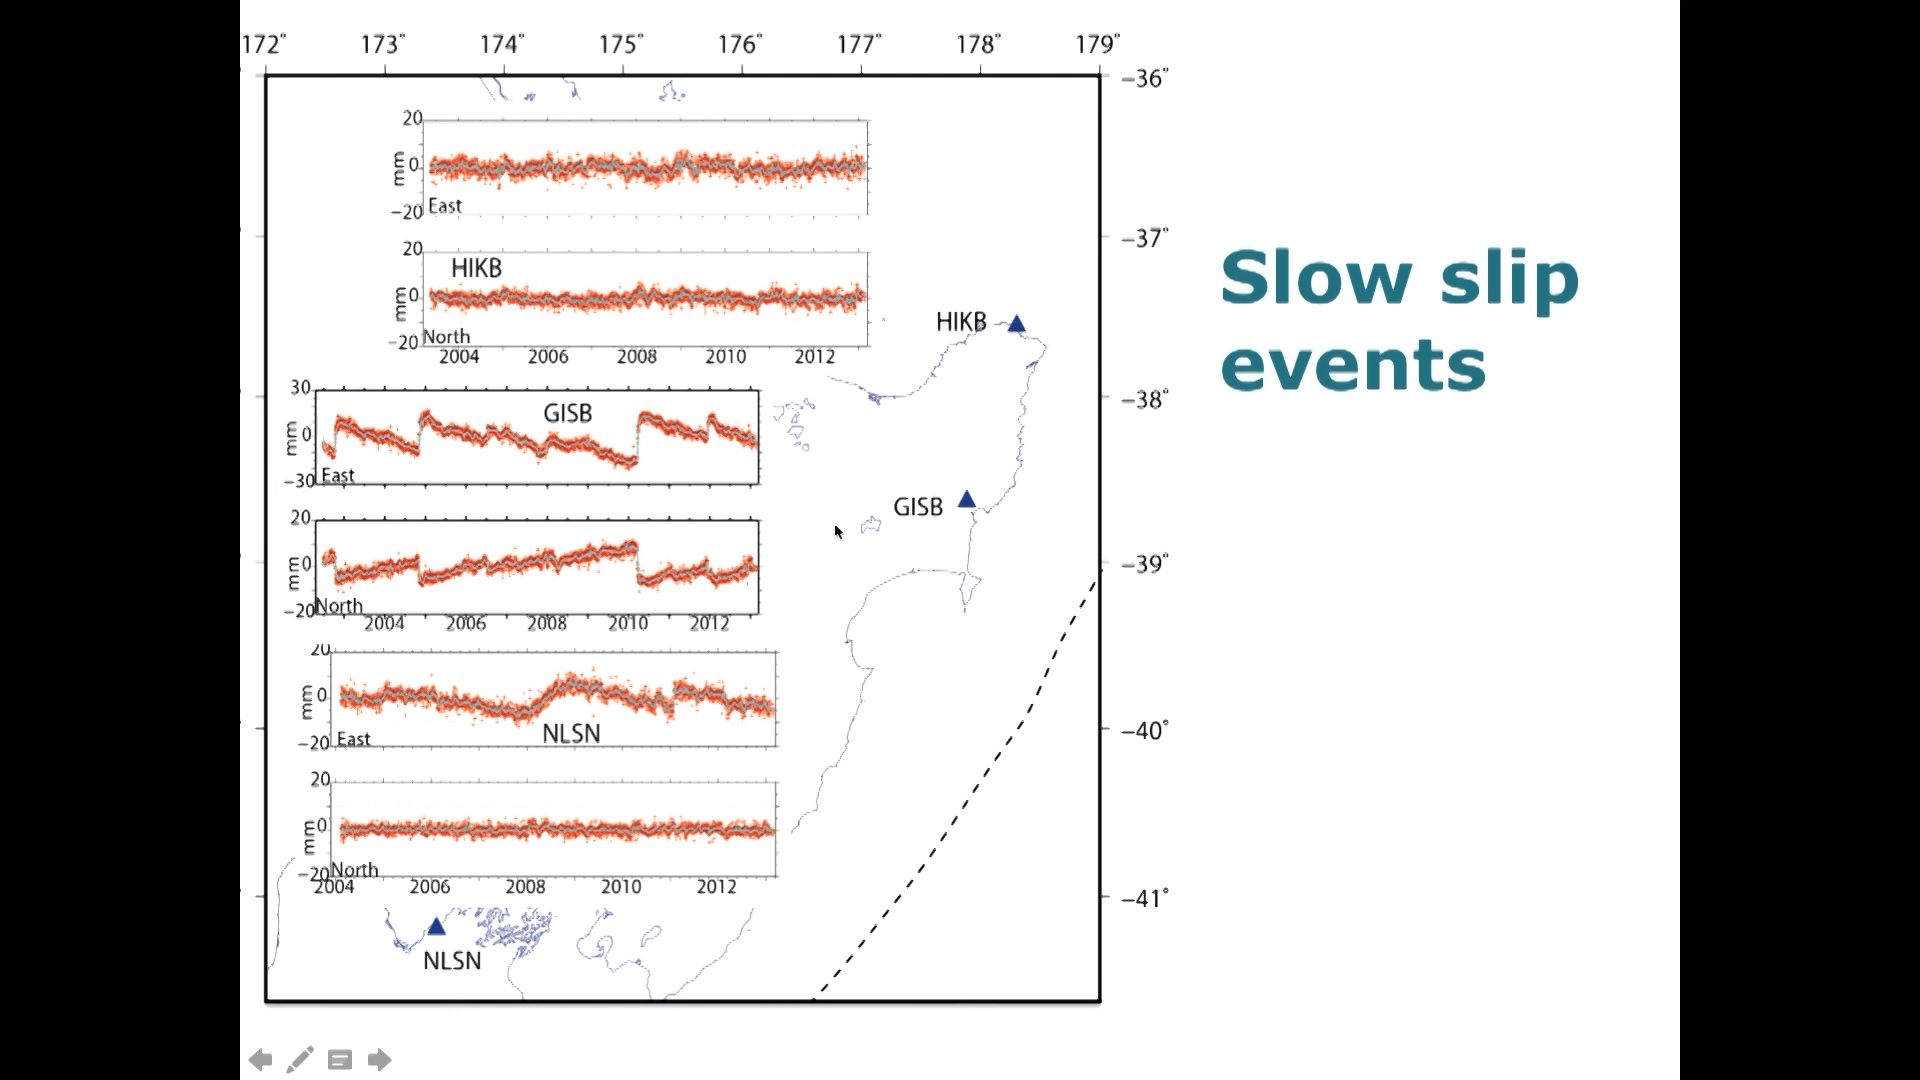 172° 173° 174° 175° 176° 177° 178° 179°
−36°
−37°
−38°
−39°
−40°
−41°
Slow slip
events
20
0
−20
mm
East
20
0
−20
mm
HIKB
North
2004 2006 2008 2010 2012
30
0
−30
mm
GISB
East
20
0
−20
mm
North
2004 2006 2008 2010 2012
20
0
−20
mm
East
NLSN
20
0
−20
mm
North
2004 2006 2008 2010 2012
HIKB
GISB
NLSN